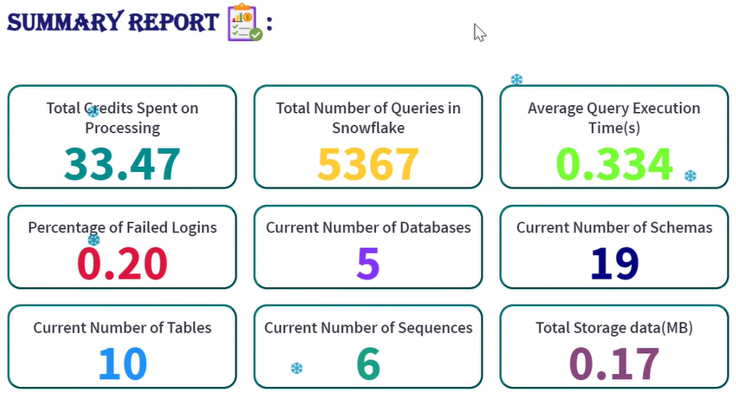 SUMMARY REPORT :
Total Credits Spent on
Processing
33.47
Total Number of Queries in
Snowflake
5367
Average Query Execution
Time(s)
0.334
Percentage of Failed Logins
0.20
Current Number of Databases
5
Current Number of Schemas
19
Current Number of Tables
10
Current Number of Sequences
6
Total Storage data(MB)
0.17